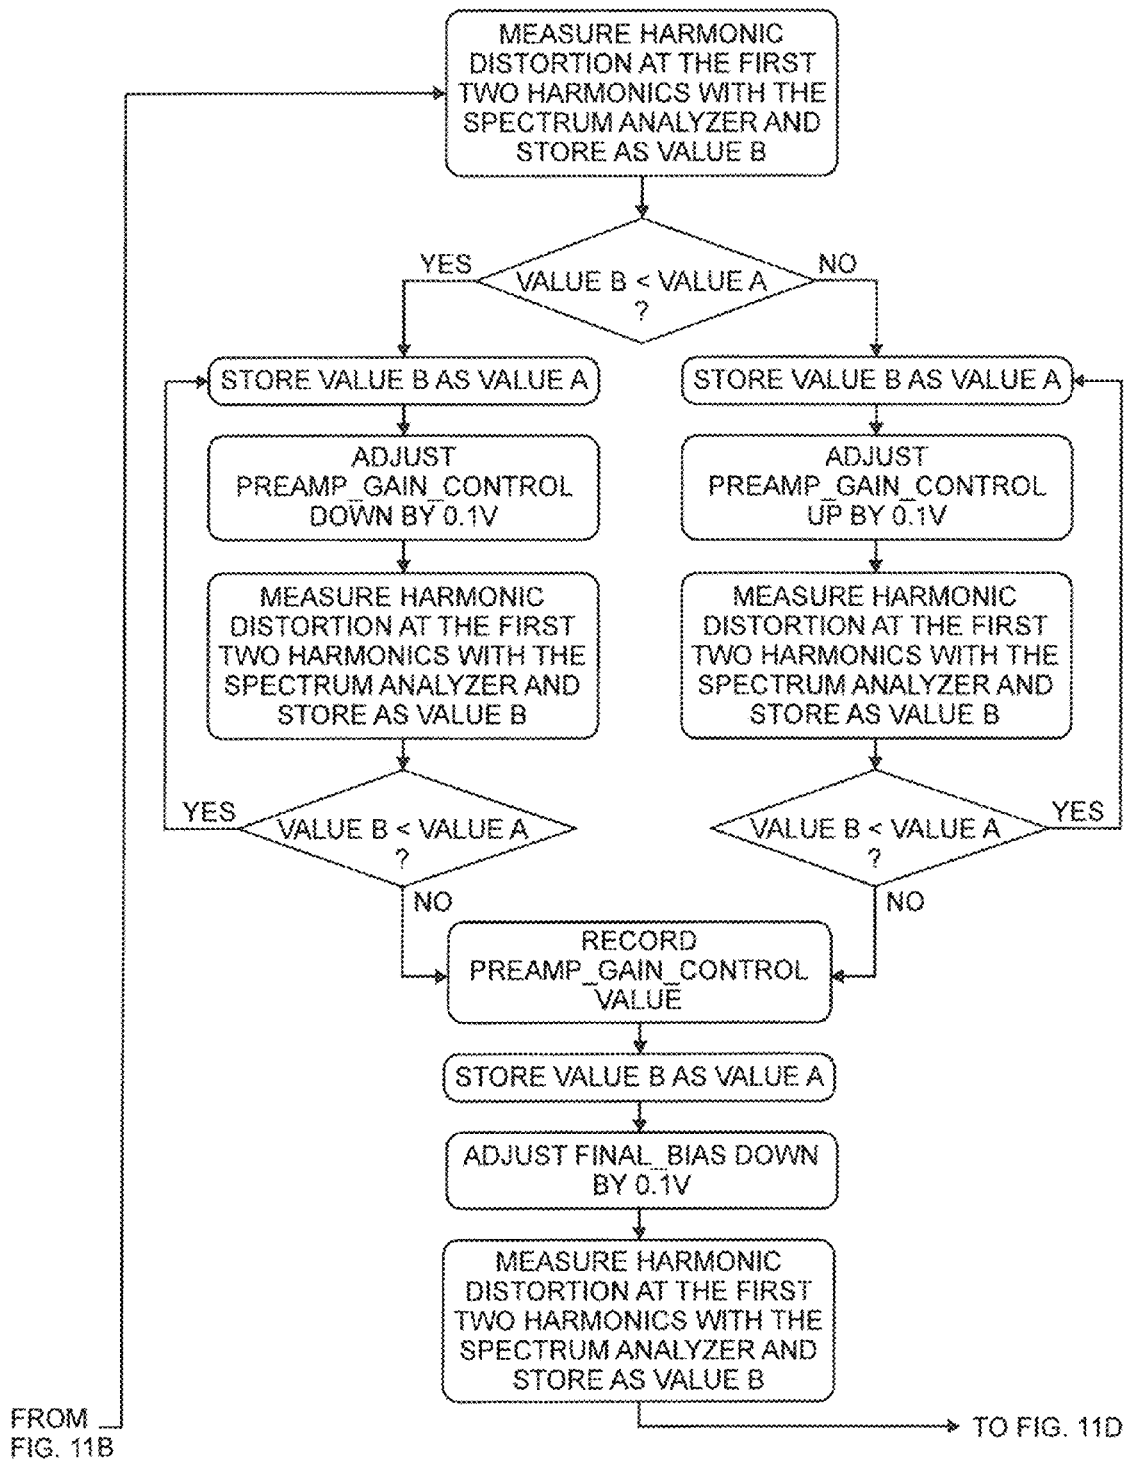 MEASURE HARMONIC
DISTORTION AT THE FIRST
TWO HARMONICS WITH THE
SPECTRUM ANALYZER AND
STORE AS VALUE B
YES
NO
VALUE B < VALUE A
?
STORE VALUE B AS VALUE A
ADJUST
PREAMP_GAIN_CONTROL
DOWN BY 0.1V
MEASURE HARMONIC
DISTORTION AT THE FIRST
TWO HARMONICS WITH THE
SPECTRUM ANALYZER AND
STORE AS VALUE B
YES
VALUE B < VALUE A
?
NO
STORE VALUE B AS VALUE A
ADJUST
PREAMP_GAIN_CONTROL
UP BY 0.1V
MEASURE HARMONIC
DISTORTION AT THE FIRST
TWO HARMONICS WITH THE
SPECTRUM ANALYZER AND
STORE AS VALUE B
YES
VALUE B < VALUE A
?
NO
RECORD
PREAMP_GAIN_CONTROL
VALUE
STORE VALUE B AS VALUE A
ADJUST FINAL_BIAS DOWN
BY 0.1V
MEASURE HARMONIC
DISTORTION AT THE FIRST
TWO HARMONICS WITH THE
SPECTRUM ANALYZER AND
STORE AS VALUE B
FROM
FIG. 11B
TO FIG. 11D